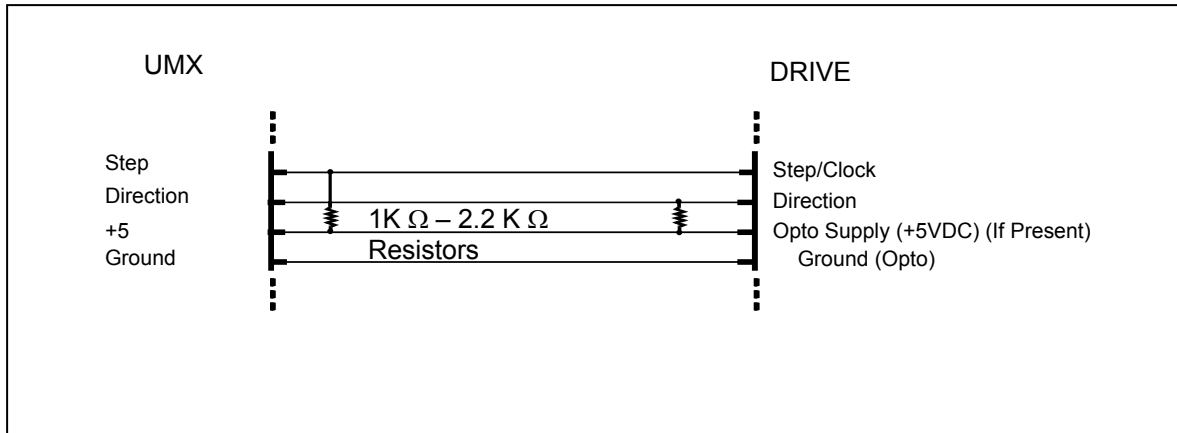 UMX
DRIVE
Step
Direction
+5
Ground
1K Ω – 2.2 K Ω
Resistors
Step/Clock
Direction
Opto Supply (+5VDC) (If Present)
Ground (Opto)